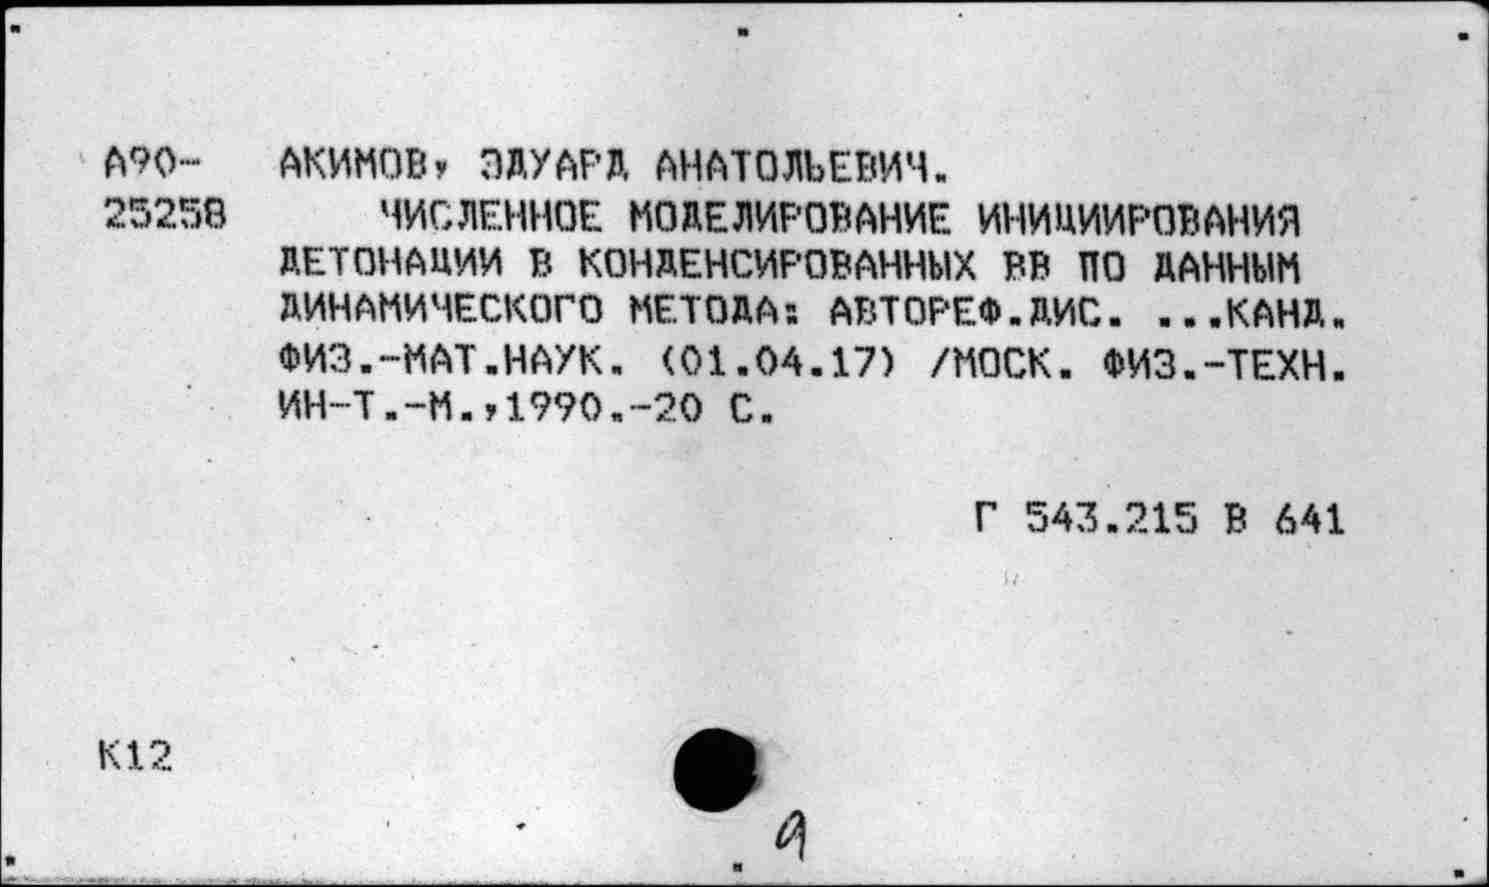 А90- АКИМОВ, ЭДУАРД АНАТОЛЬЕВИЧ.
25258 ЧИСЛЕННОЕ МОДЕЛИРОВАНИЕ ИНИЦИИРОВАНИЯ
ДЕТОНАЦИИ В КОНДЕНСИРОВАННЫХ ВВ ПО ДАННЫМ
ДИНАМИЧЕСКОГО МЕТОДА: АВТОРЕФ.ДИС. ...КАНД.
ФИЗ.-МАТ.НАУК. (01.04.17) /МОСК. ФИЗ.-ТЕХН.
ИН-Т.-М.,1990.-20 С.
Г 543.215 В 641
К12